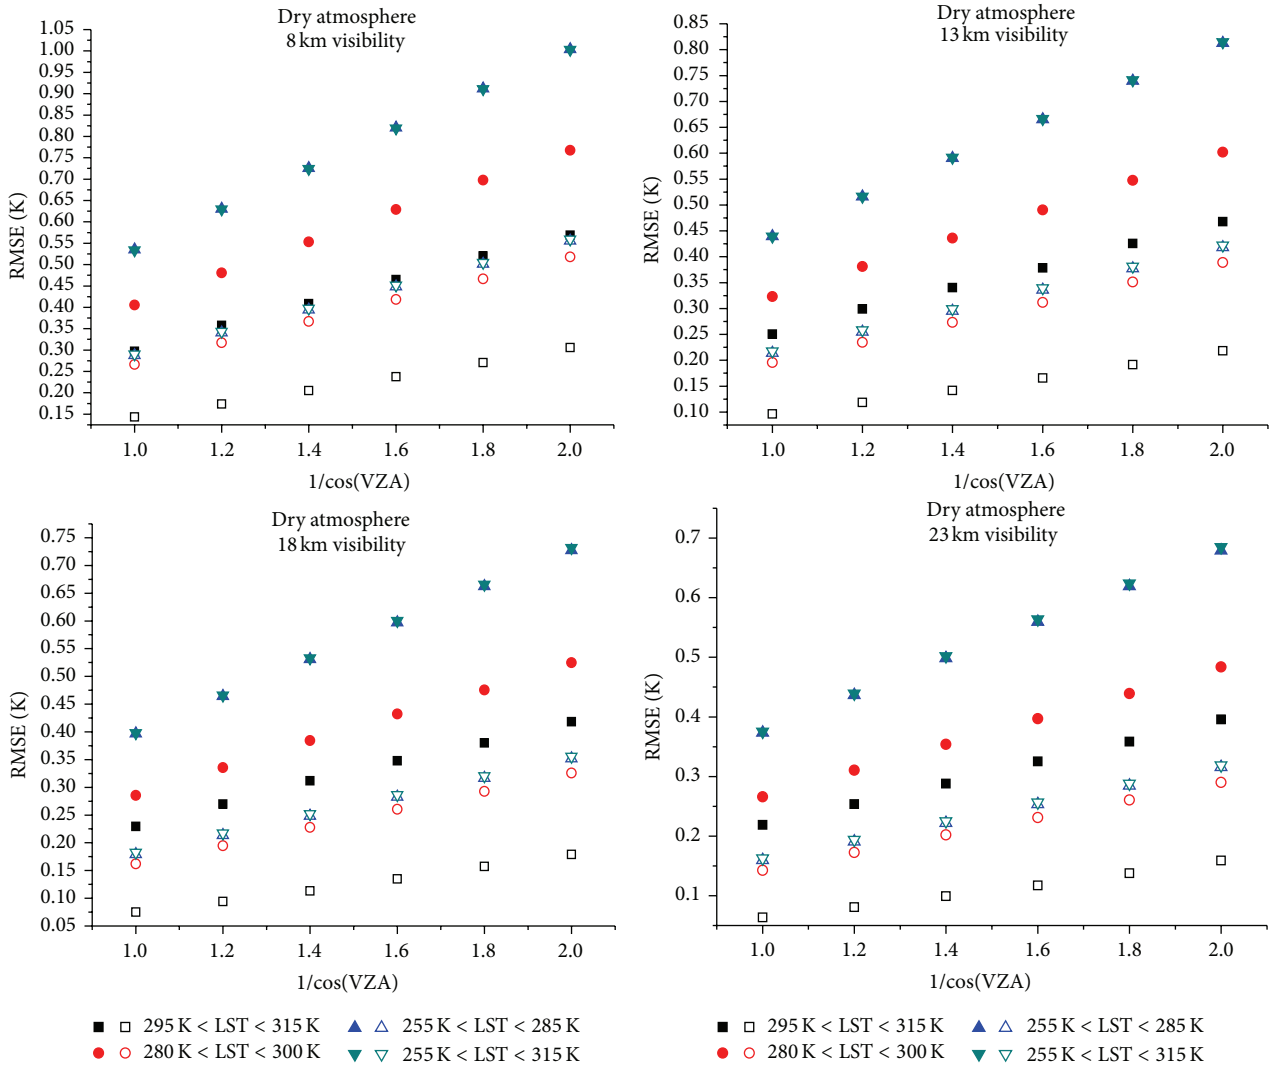 Dry atmosphere
8 km visibility
1.05
1.00
0.95
0.90
0.85
0.80
0.75
0.70
0.65
0.60
0.55
0.50
0.45
0.40
0.35
0.30
0.25
0.20
0.15
RMSE (K)
1.0 1.2 1.4 1.6 1.8 2.0
1/cos(VZA)
Dry atmosphere
13 km visibility
0.85
0.80
0.75
0.70
0.65
0.60
0.55
0.50
0.45
0.40
0.35
0.30
0.25
0.20
0.15
0.10
RMSE (K)
1.0 1.2 1.4 1.6 1.8 2.0
1/cos(VZA)
Dry atmosphere
18 km visibility
0.75
0.70
0.65
0.60
0.55
0.50
0.45
0.40
0.35
0.30
0.25
0.20
0.15
0.10
0.05
RMSE (K)
1.0 1.2 1.4 1.6 1.8 2.0
1/cos(VZA)
Dry atmosphere
23 km visibility
0.7
0.6
0.5
0.4
0.3
0.2
0.1
RMSE (K)
1.0 1.2 1.4 1.6 1.8 2.0
1/cos(VZA)
295 K < LST < 315 K
255 K < LST < 285 K
280 K < LST < 300 K
255 K < LST < 315 K
295 K < LST < 315 K
255 K < LST < 285 K
280 K < LST < 300 K
255 K < LST < 315 K